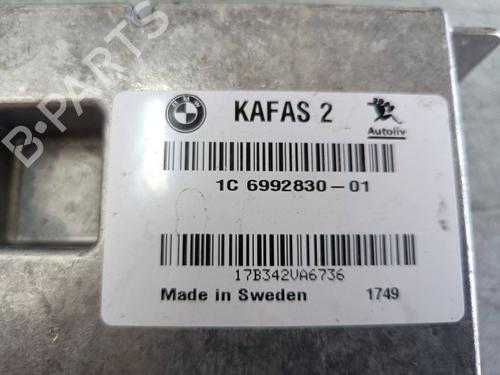 B-PARTS
BMW
KAFAS 2
Autoliv
1C 6992830-01
17B342VA6736
Made in Sweden 1749